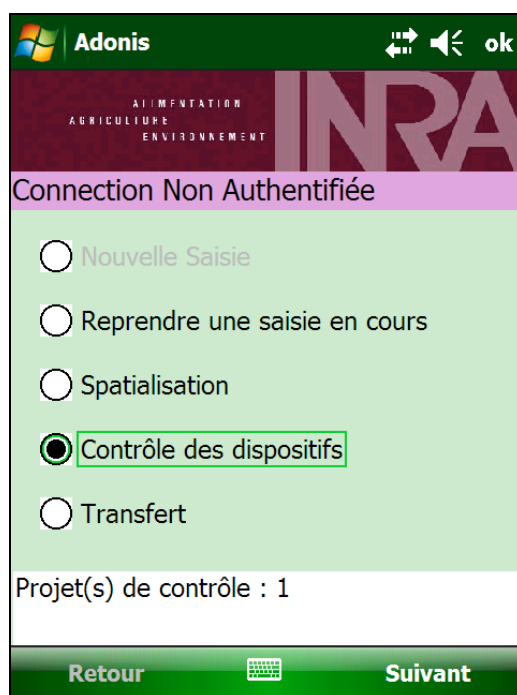 Adonis
ok
ALIMENTATION
AGRICULTURE
ENVIRONNEMENT
INRA
Connection Non Authentifiée
Nouvelle Saisie
Reprendre une saisie en cours
Spatialisation
Contrôle des dispositifs
Transfert
Projet(s) de contrôle : 1
Retour
Suivant